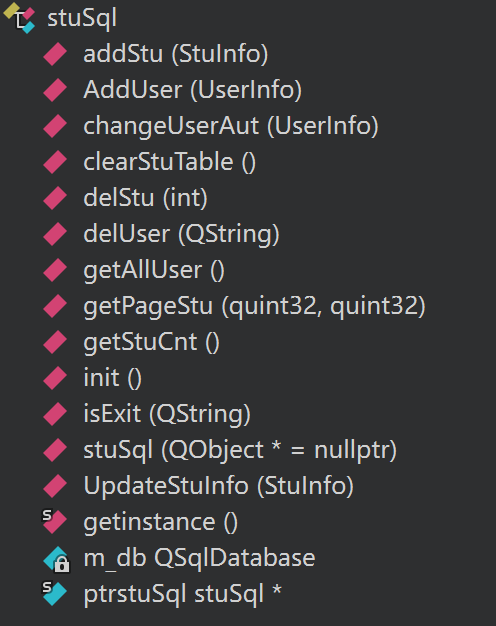 stuSql
addStu (StuInfo)
AddUser (UserInfo)
changeUserAut (UserInfo)
clearStuTable ()
delStu (int)
delUser (QString)
getAllUser ()
getPageStu (quint32, quint32)
getStuCnt ()
init ()
isExit (QString)
stuSql (QObject * = nullptr)
UpdateStuInfo (StuInfo)
S getinstance ()
m_db QSqlDatabase
S ptrstuSql stuSql *